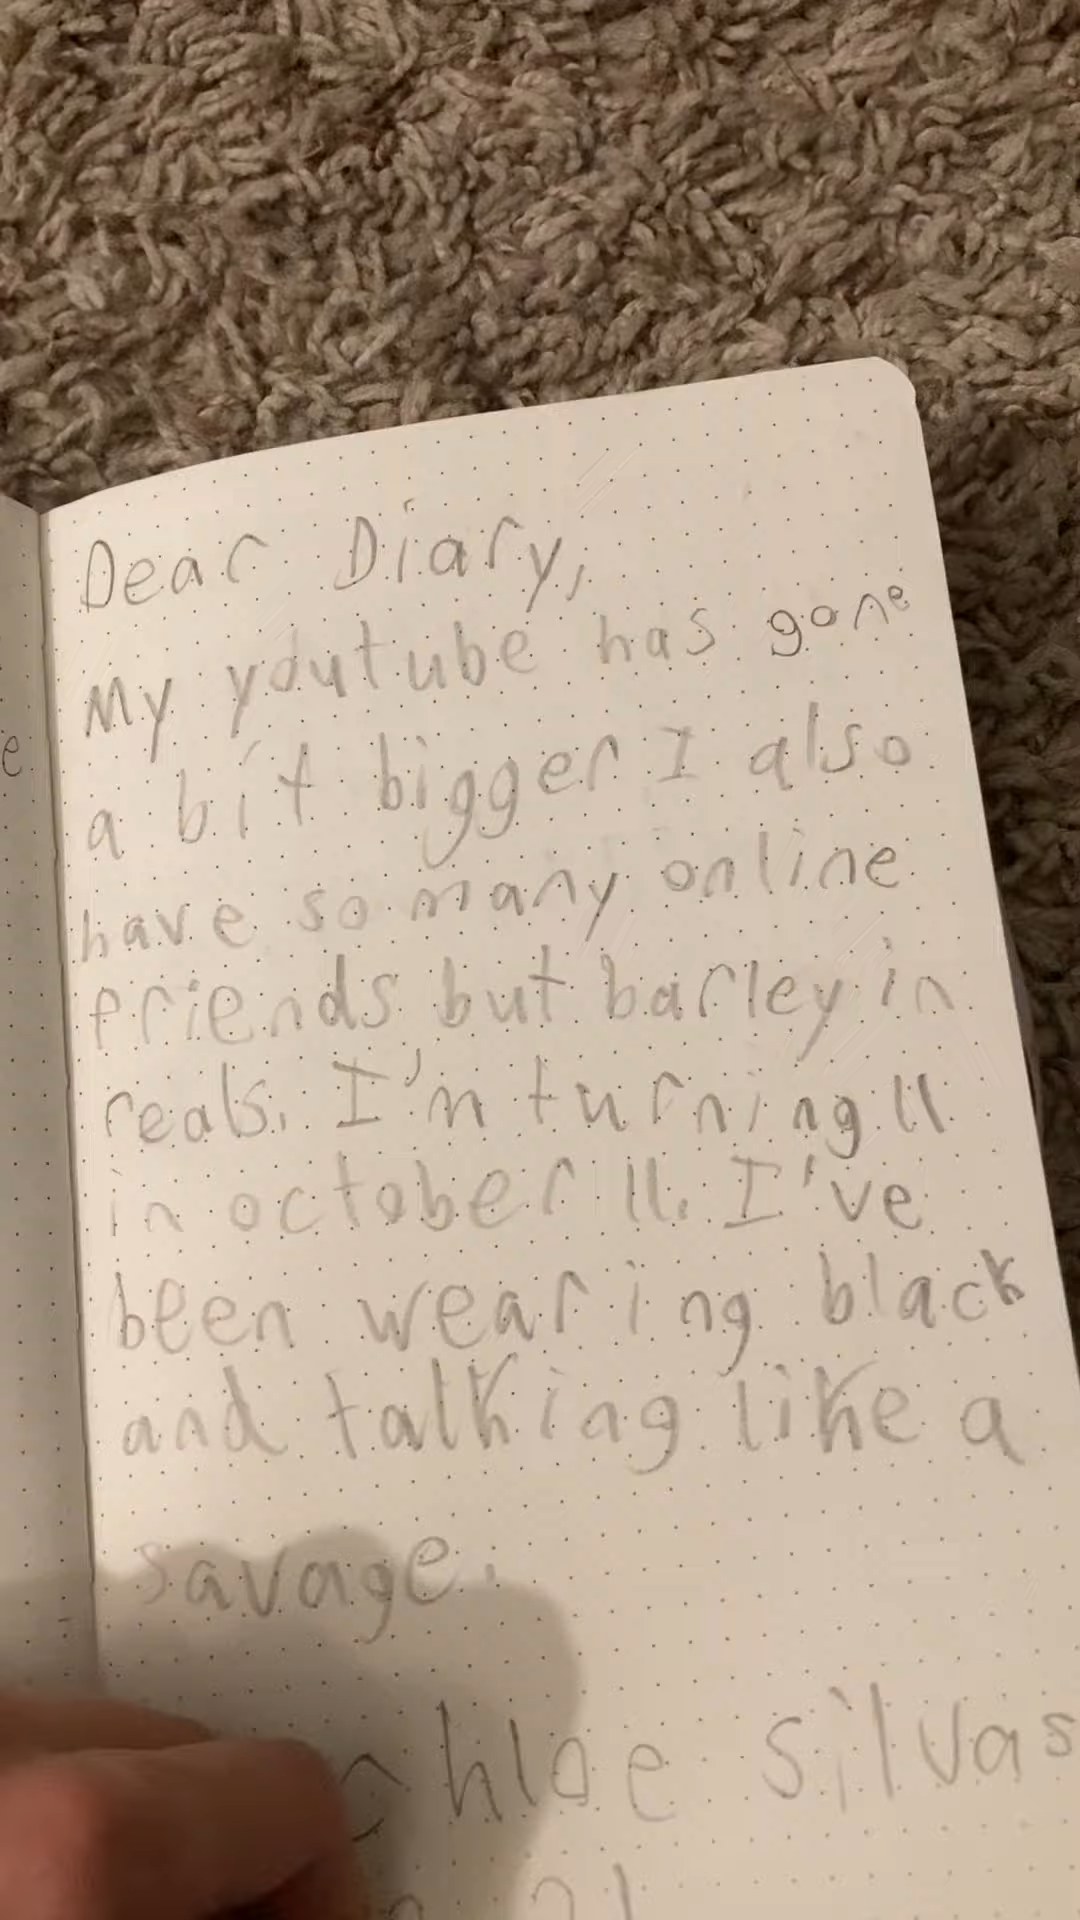 Dear Diary,
My youtube has gone
a bit bigger I also
have so many online
friends but barley in
reals. I'm turning 11
in october 11. I've
been wearing black
and talking like a
savage.
chloe silvas
e